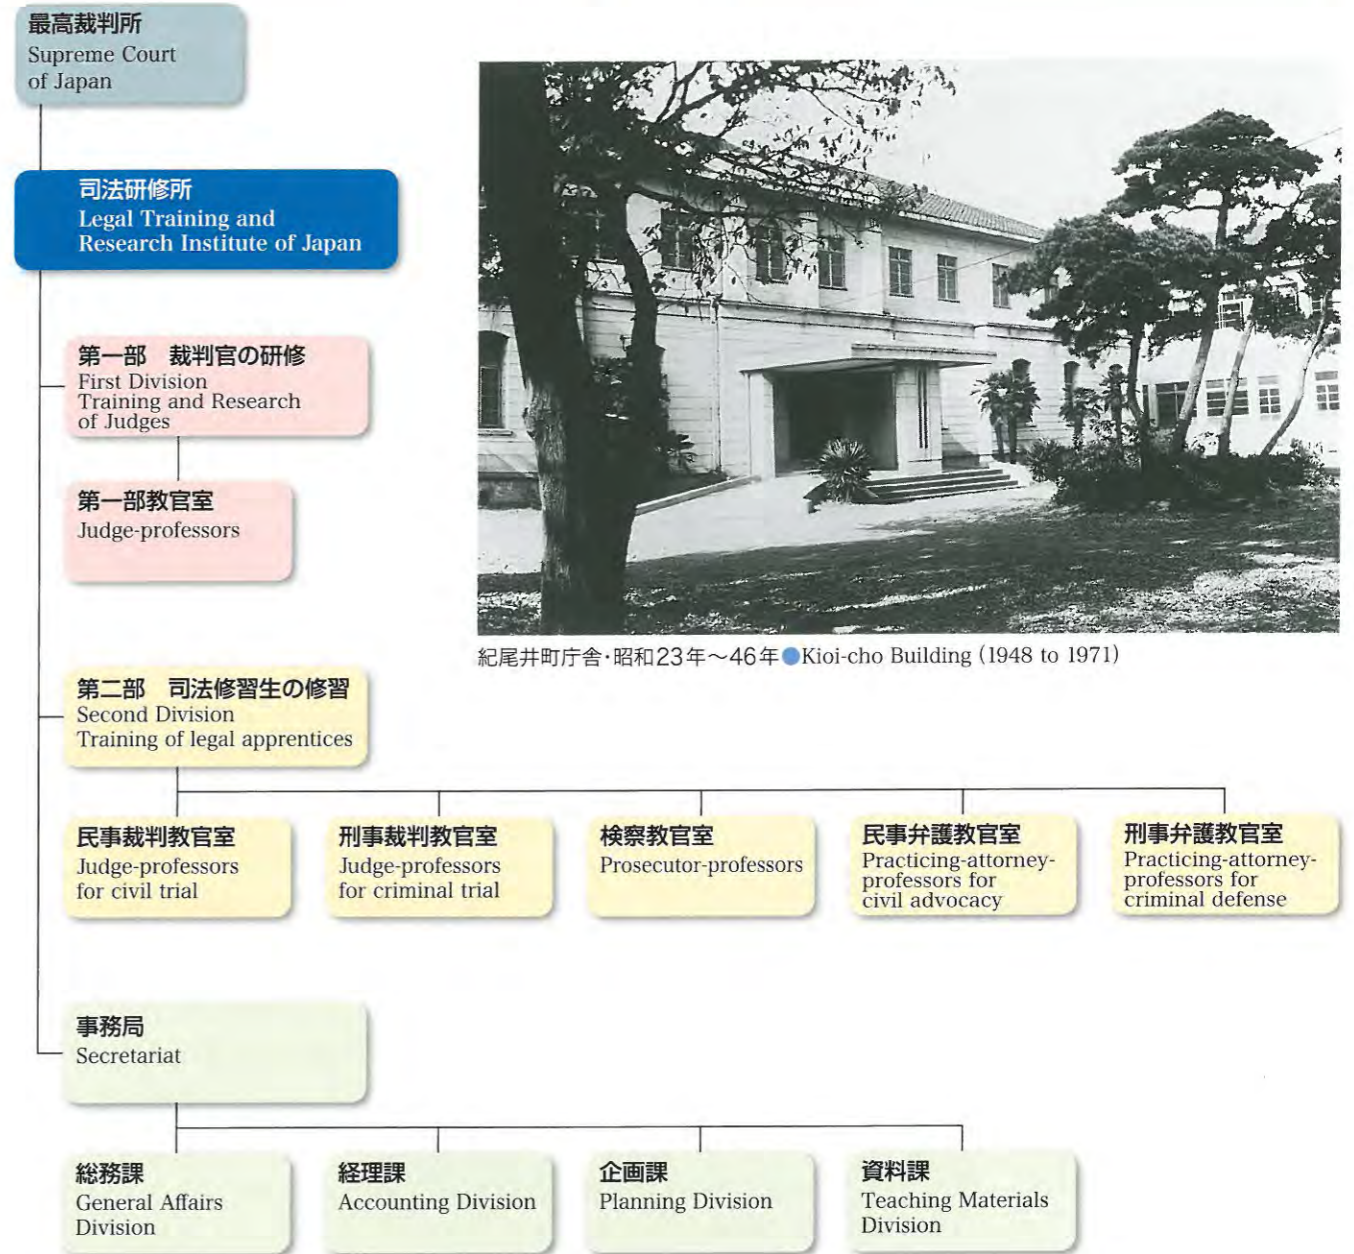 最高裁判所
Supreme Court
of Japan
司法研修所
Legal Training and
Research Institute of Japan
第一部 裁判官の研修
First Division
Training and Research
of Judges
第一部教官室
Judge-professors
紀尾井町庁舎・昭和23年～46年●Kioi-cho Building (1948 to 1971)
第二部 司法修習生の修習
Second Division
Training of legal apprentices
民事裁判教官室
Judge-professors
for civil trial
刑事裁判教官室
Judge-professors
for criminal trial
検察教官室
Prosecutor-professors
民事弁護教官室
Practicing-attorney-
professors for
civil advocacy
刑事弁護教官室
Practicing-attorney-
professors for
criminal defense
事務局
Secretariat
総務課
General Affairs
Division
経理課
Accounting Division
企画課
Planning Division
資料課
Teaching Materials
Division